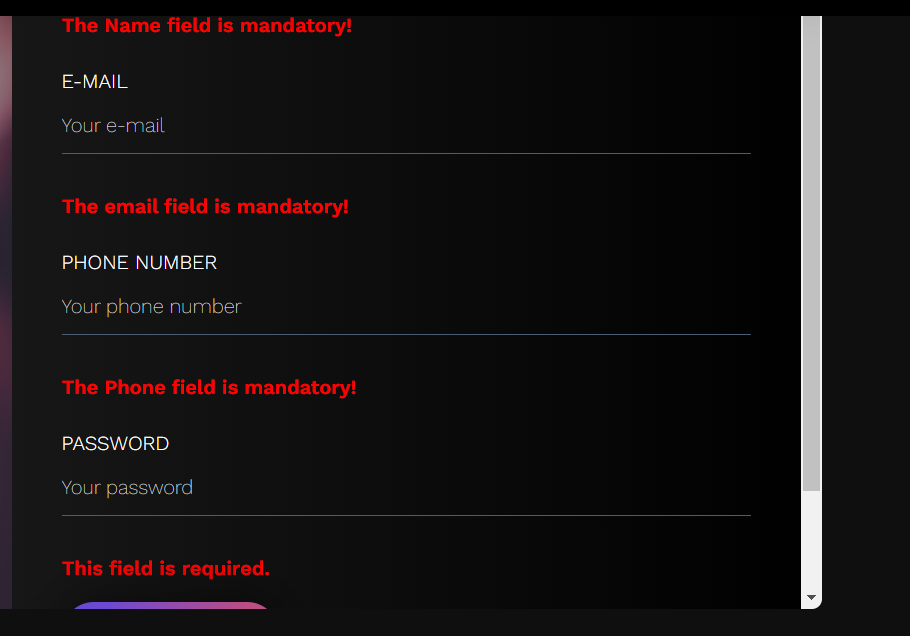 The Name field is mandatory!
E-MAIL
Your e-mail
The email field is mandatory!
PHONE NUMBER
Your phone number
The Phone field is mandatory!
PASSWORD
Your password
This field is required.